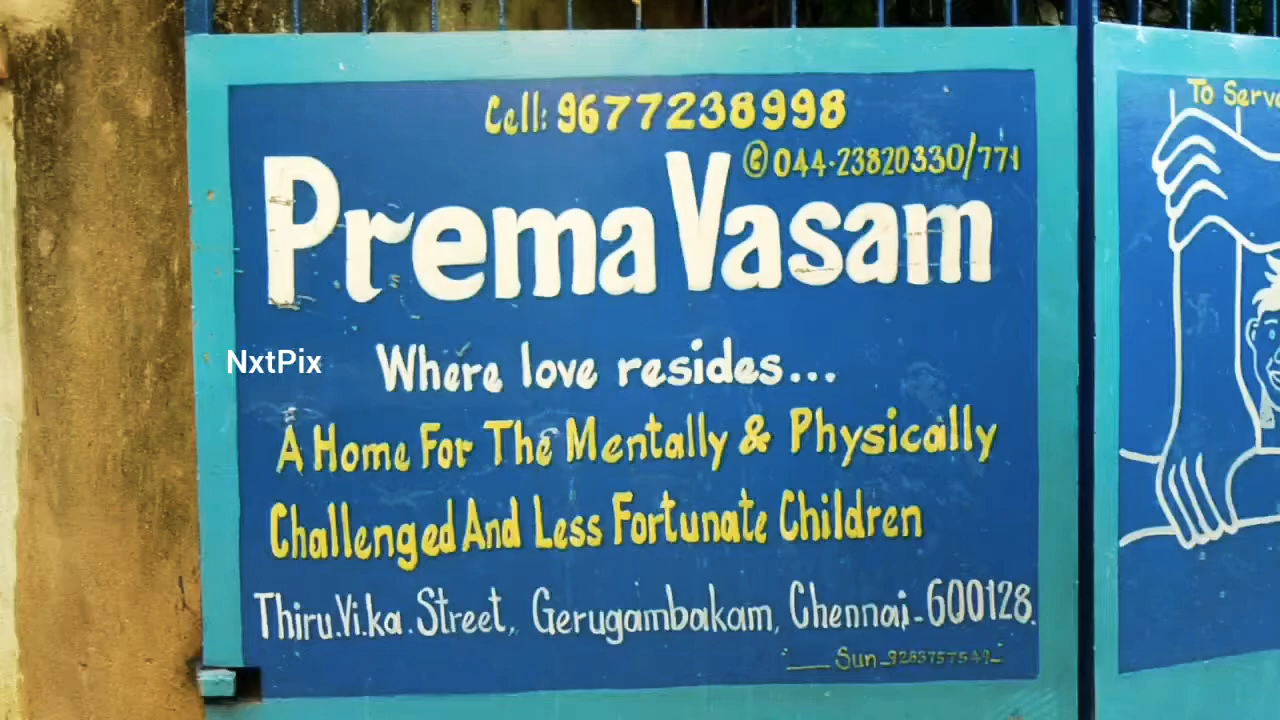 Cell: 9677238998
✆ 044-23820330/771
Prema Vasam
NxtPix
Where love resides...
A Home For The Mentally & Physically
Challenged And Less Fortunate Children
Thiru.Vi.ka.Street, Gerugambakam, Chennai-600128.
Sun
To